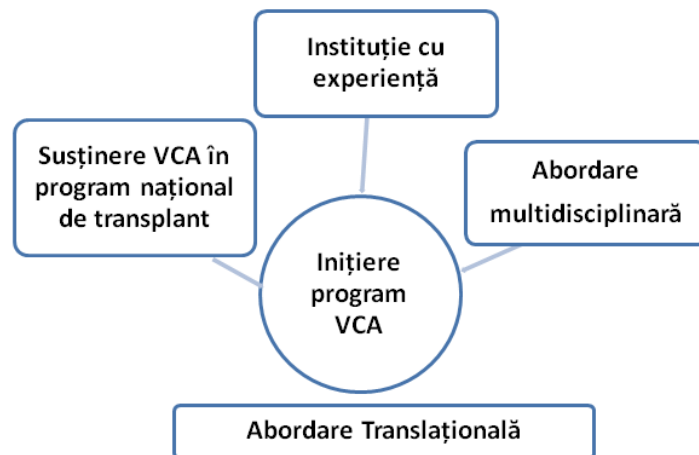 Instituție cu
experiență
Susținere VCA în
program național
de transplant
Abordare
multidisciplinară
Inițiere
program
VCA
Abordare Translațională